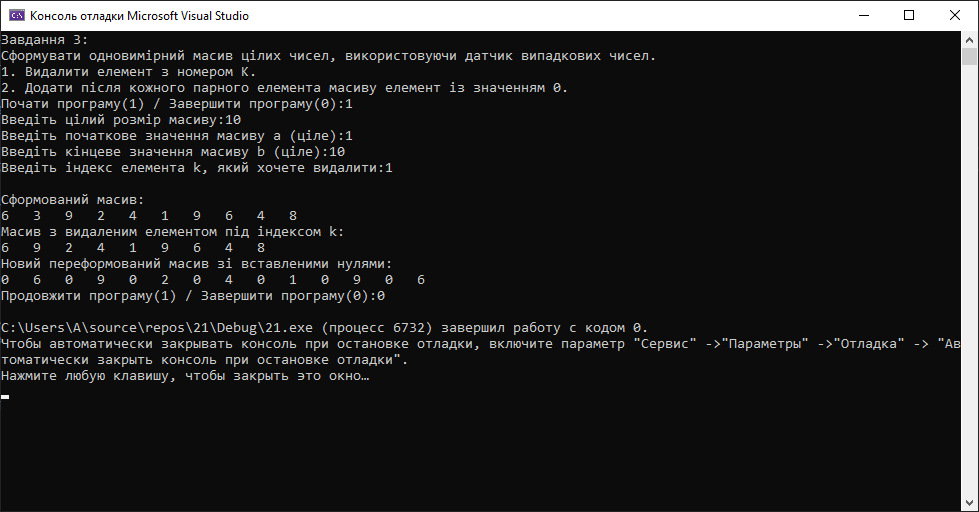 Консоль отладки Microsoft Visual Studio
Завдання 3:
Сформувати одновимірний масив цілих чисел, використовуючи датчик випадкових чисел.
1. Видалити елемент з номером К.
2. Додати після кожного парного елемента масиву елемент із значенням 0.
Почати програму(1) / Завершити програму(0):1
Введіть цілий розмір масиву:10
Введіть початкове значення масиву a (ціле):1
Введіть кінцеве значення масиву b (ціле):10
Введіть індекс елемента k, який хочете видалити:1
Сформований масив:
6 3 9 2 4 1 9 6 4 8
Масив з видаленим елементом під індексом k:
6 9 2 4 1 9 6 4 8
Новий переформований масив зі вставленими нулями:
0 6 0 9 0 2 0 4 0 1 0 9 0 6
Продовжити програму(1) / Завершити програму(0):0
C:\Users\A\source\repos\21\Debug\21.exe (процесс 6732) завершил работу с кодом 0.
Чтобы автоматически закрывать консоль при остановке отладки, включите параметр "Сервис" ->"Параметры" ->"Отладка" -> "Ав
томатически закрыть консоль при остановке отладки".
Нажмите любую клавишу, чтобы закрыть это окно…